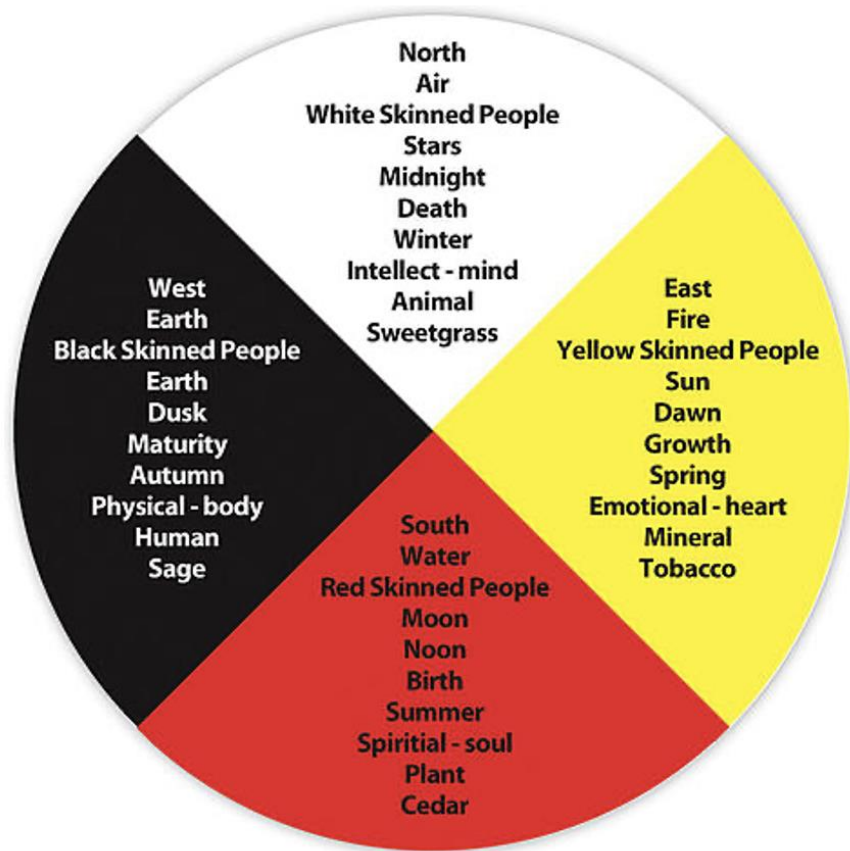 North
Air
White Skinned People
Stars
Midnight
Death
Winter
Intellect - mind
Animal
Sweetgrass
West
Earth
Black Skinned People
Earth
Dusk
Maturity
Autumn
Physical - body
Human
Sage
East
Fire
Yellow Skinned People
Sun
Dawn
Growth
Spring
Emotional - heart
Mineral
Tobacco
South
Water
Red Skinned People
Moon
Noon
Birth
Summer
Spiritial - soul
Plant
Cedar